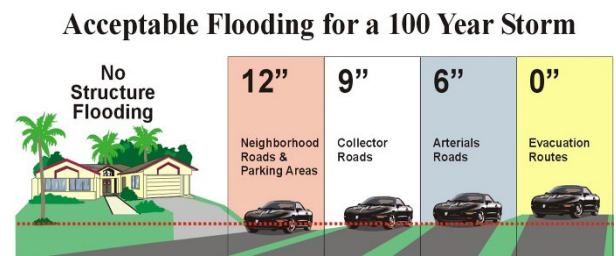 Acceptable Flooding for a 100 Year Storm
No
Structure
Flooding
12”
Neighborhood
Roads &
Parking Areas
9”
Collector
Roads
6”
Arterials
Roads
0”
Evacuation
Routes